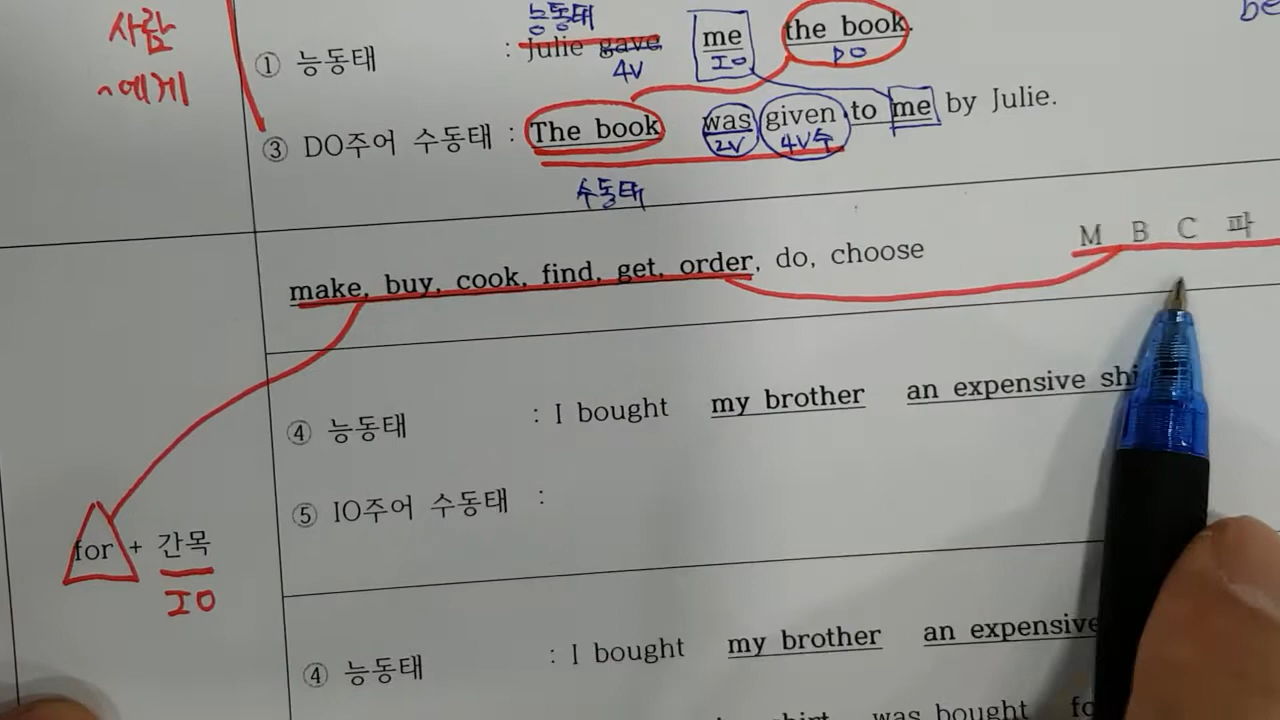 사람
~에게
be
능동태
① 능동태 : Julie gave me the book.
4V IO DO
③ DO주어 수동태 : The book was given to me by Julie.
2V 4V수
수동태
make, buy, cook, find, get, order, do, choose M B C 파
④ 능동태 : I bought my brother an expensive shi
⑤ IO주어 수동태 :
for + 간목
IO
④ 능동태 : I bought my brother an expensive
shirt was bought fo